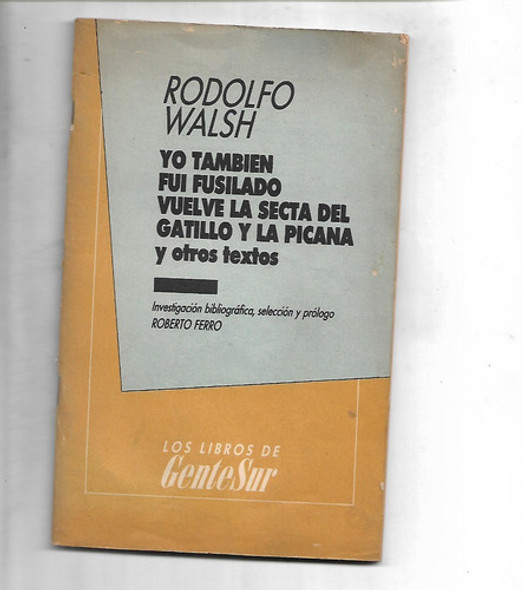 RODOLFO
WALSH
YO TAMBIEN
FUI FUSILADO
VUELVE LA SECTA DEL
GATILLO Y LA PICANA
y otros textos
Investigación bibliográfica, selección y prólogo
ROBERTO FERRO
LOS LIBROS DE
GenteSur